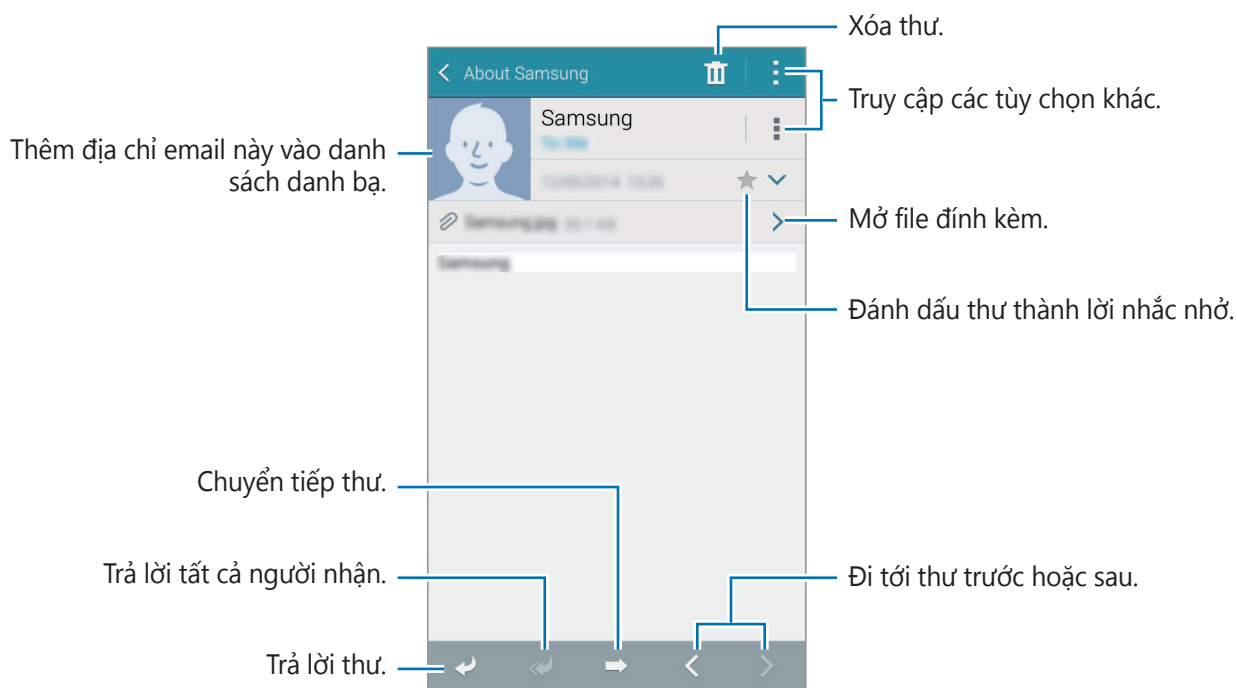 Xóa thư.
About Samsung
Truy cập các tùy chọn khác.
Samsung
Thêm địa chỉ email này vào danh
sách danh bạ.
Mở file đính kèm.
Samsung
Đánh dấu thư thành lời nhắc nhở.
Chuyển tiếp thư.
Trả lời tất cả người nhận.
Đi tới thư trước hoặc sau.
Trả lời thư.